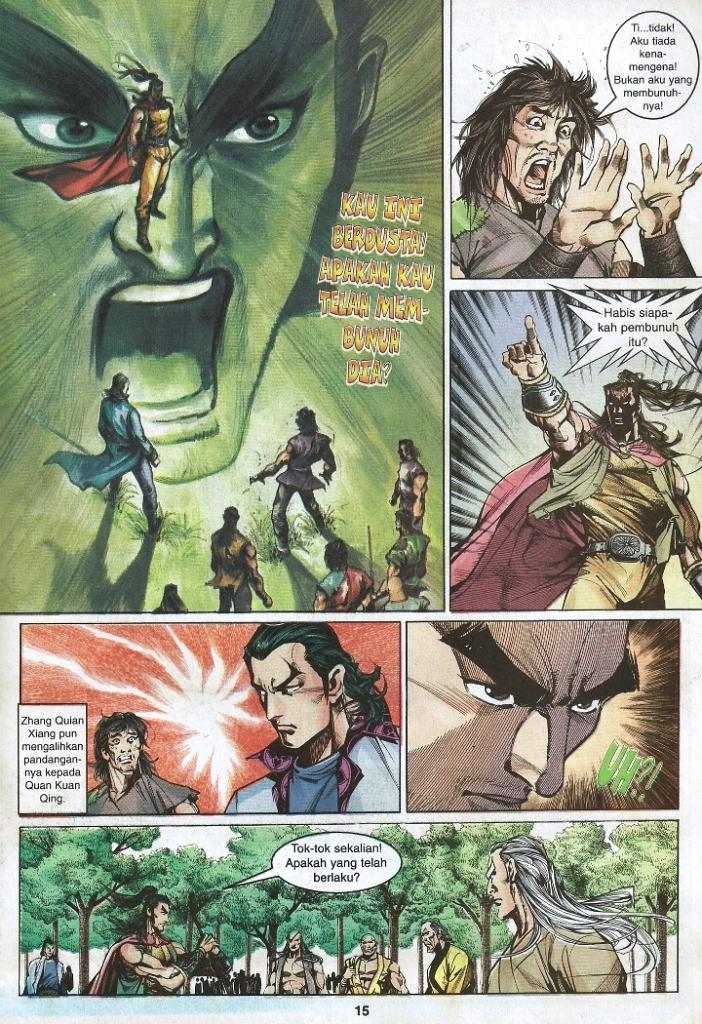 KAU INI
BERDUSTA!
APAKAH KAU
TELAH MEM-
BUNUH
DIA?
Ti...tidak!
Aku tiada
kena-
mengena!
Bukan aku yang
membunuh-
nya!
Habis siapa-
kah pembunuh
itu?
Zhang Quian
Xiang pun
mengalihkan
pandangan-
nya kepada
Quan Kuan
Qing.
UH?!
Tok-tok sekalian!
Apakah yang telah
berlaku?
15